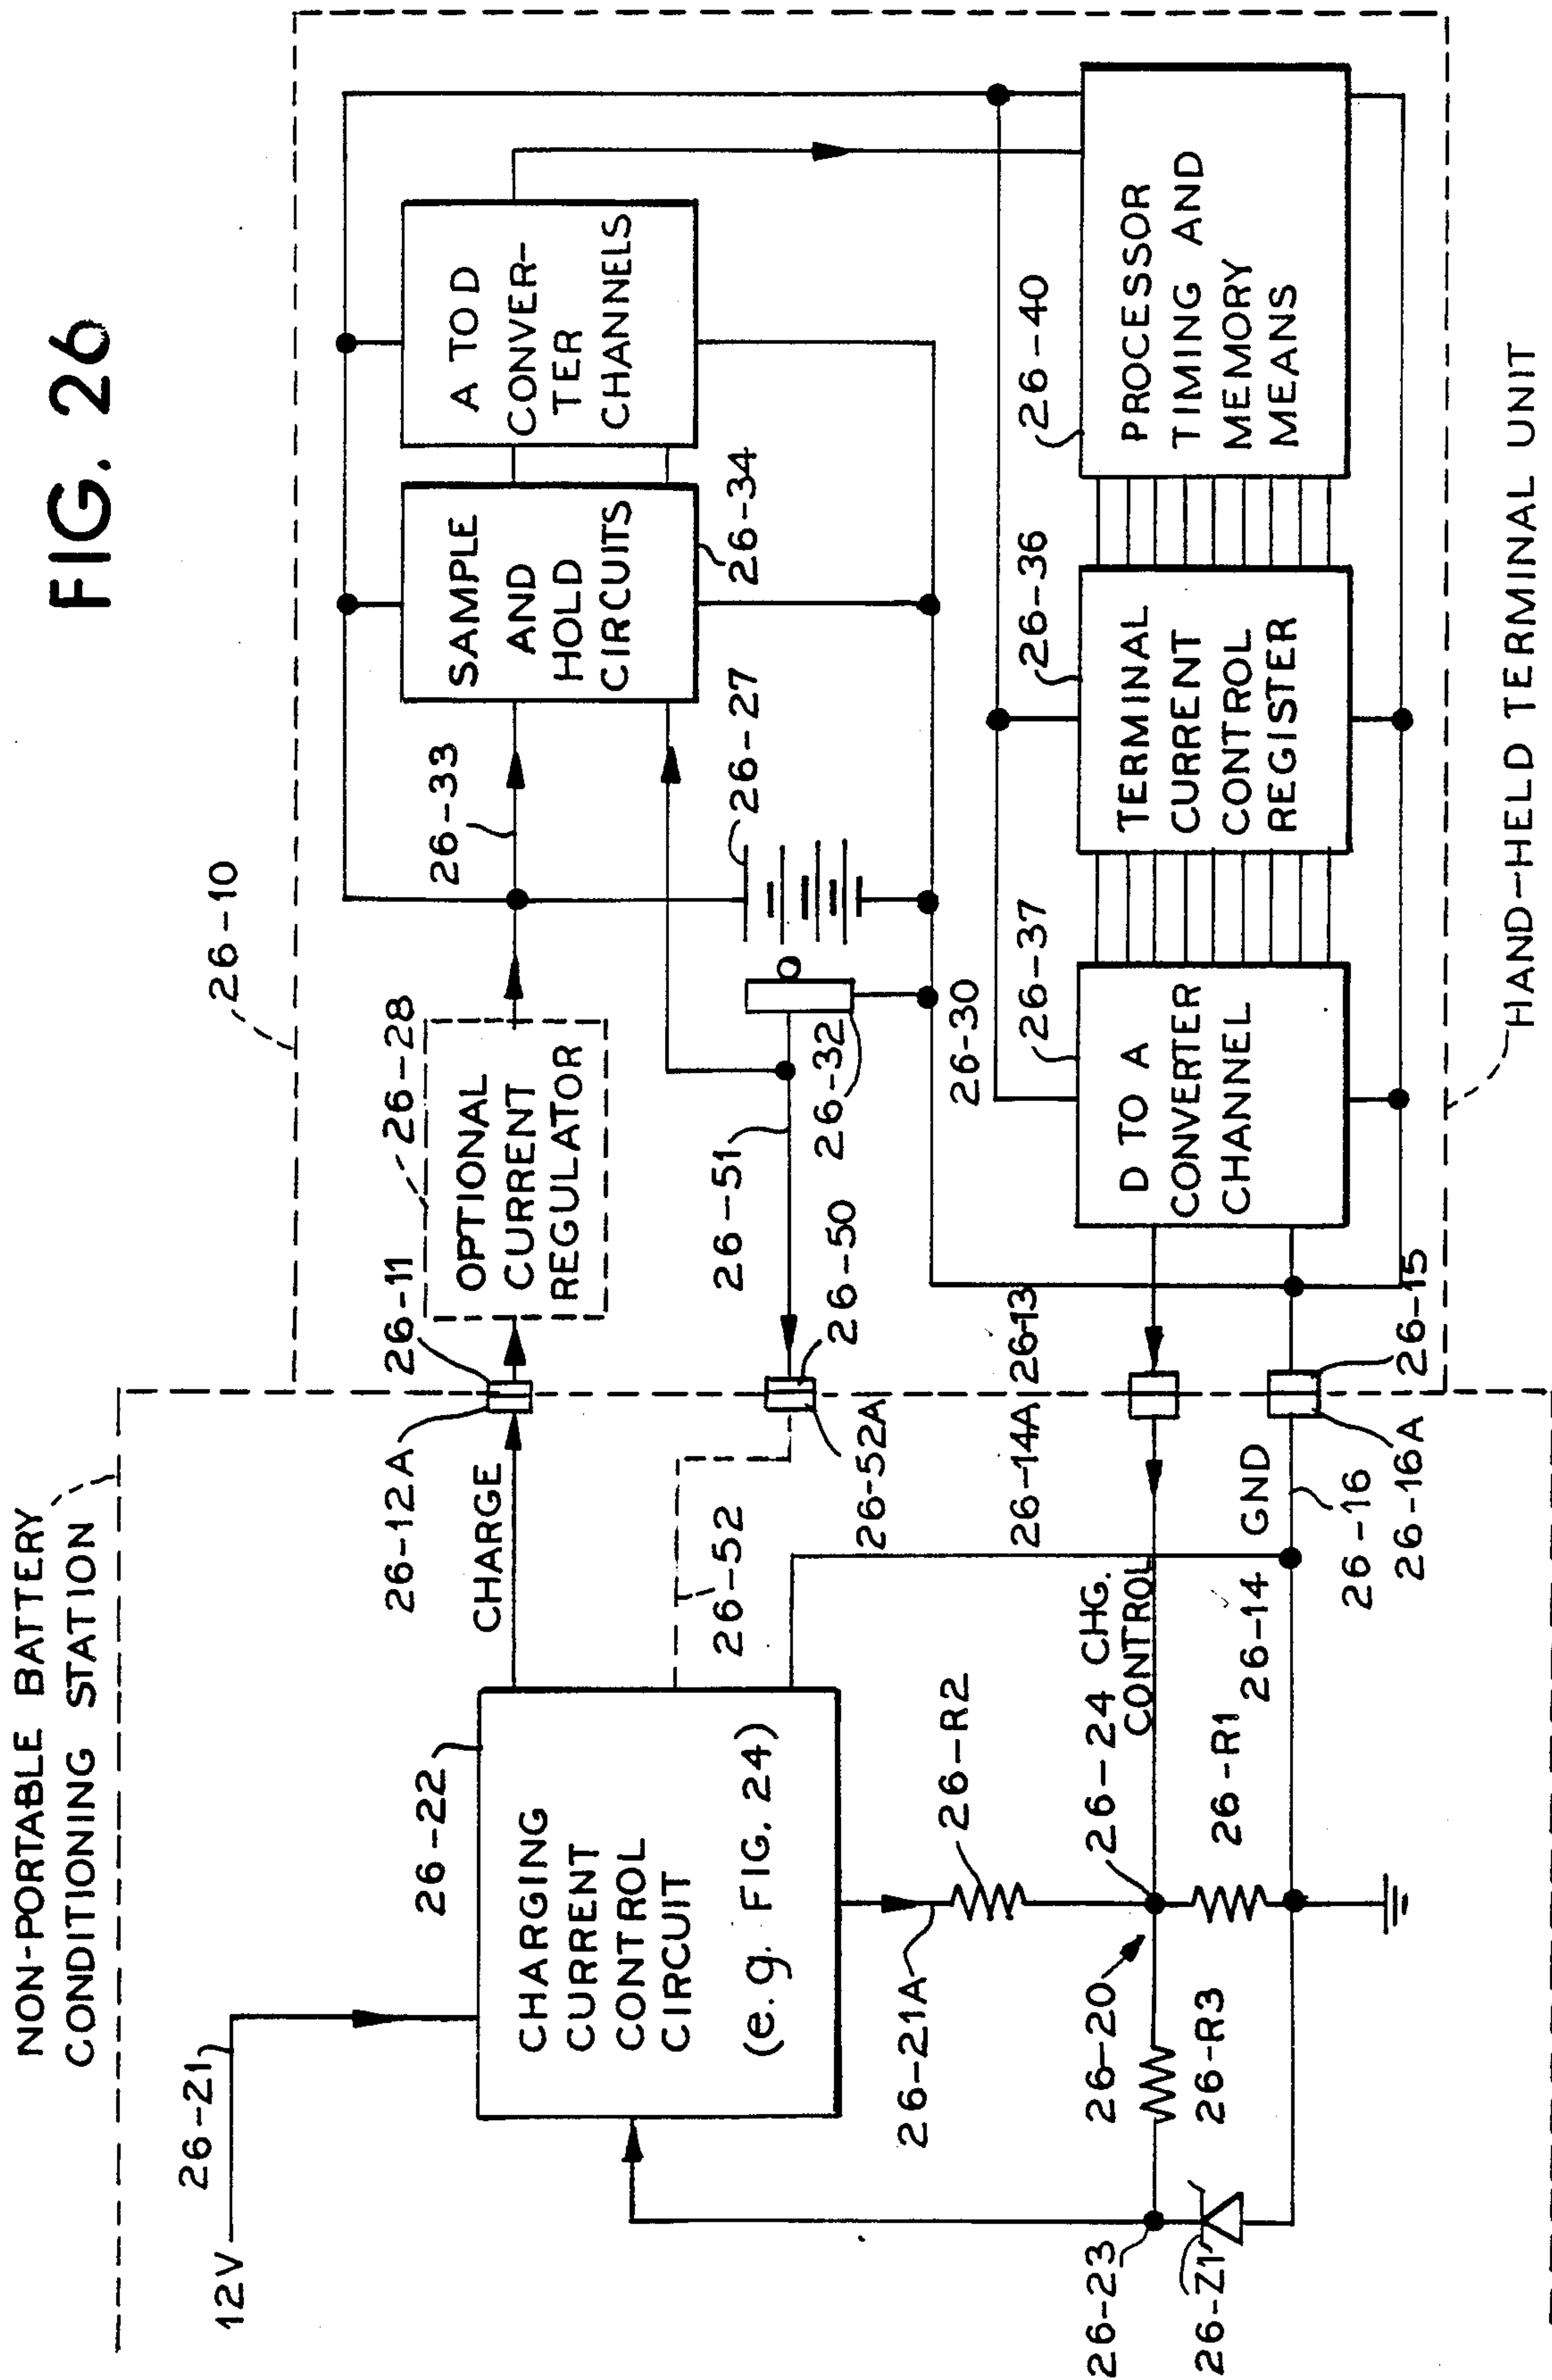 FIG. 26
NON-PORTABLE BATTERY
CONDITIONING STATION
26-10
26-21
12V
26-22
CHARGING
CURRENT
CONTROL
CIRCUIT
(e.g. FIG. 24)
CHARGE
26-12A
26-11
26-28
OPTIONAL
CURRENT
REGULATOR
26-33
SAMPLE
AND
HOLD
CIRCUITS
26-34
A TO D
CONVER-
TER
CHANNELS
26-52
26-52A
26-50
26-51
26-32
26-27
26-30
26-21A
26-R2
26-20
26-R3
26-23
26-Z1
26-24 CHG.
CONTROL
26-R1
26-14
26-14A
26-13
GND
26-16
26-16A
26-15
26-37
D TO A
CONVERTER
CHANNEL
26-36
TERMINAL
CURRENT
CONTROL
REGISTER
26-40
PROCESSOR
TIMING AND
MEMORY
MEANS
HAND-HELD TERMINAL UNIT